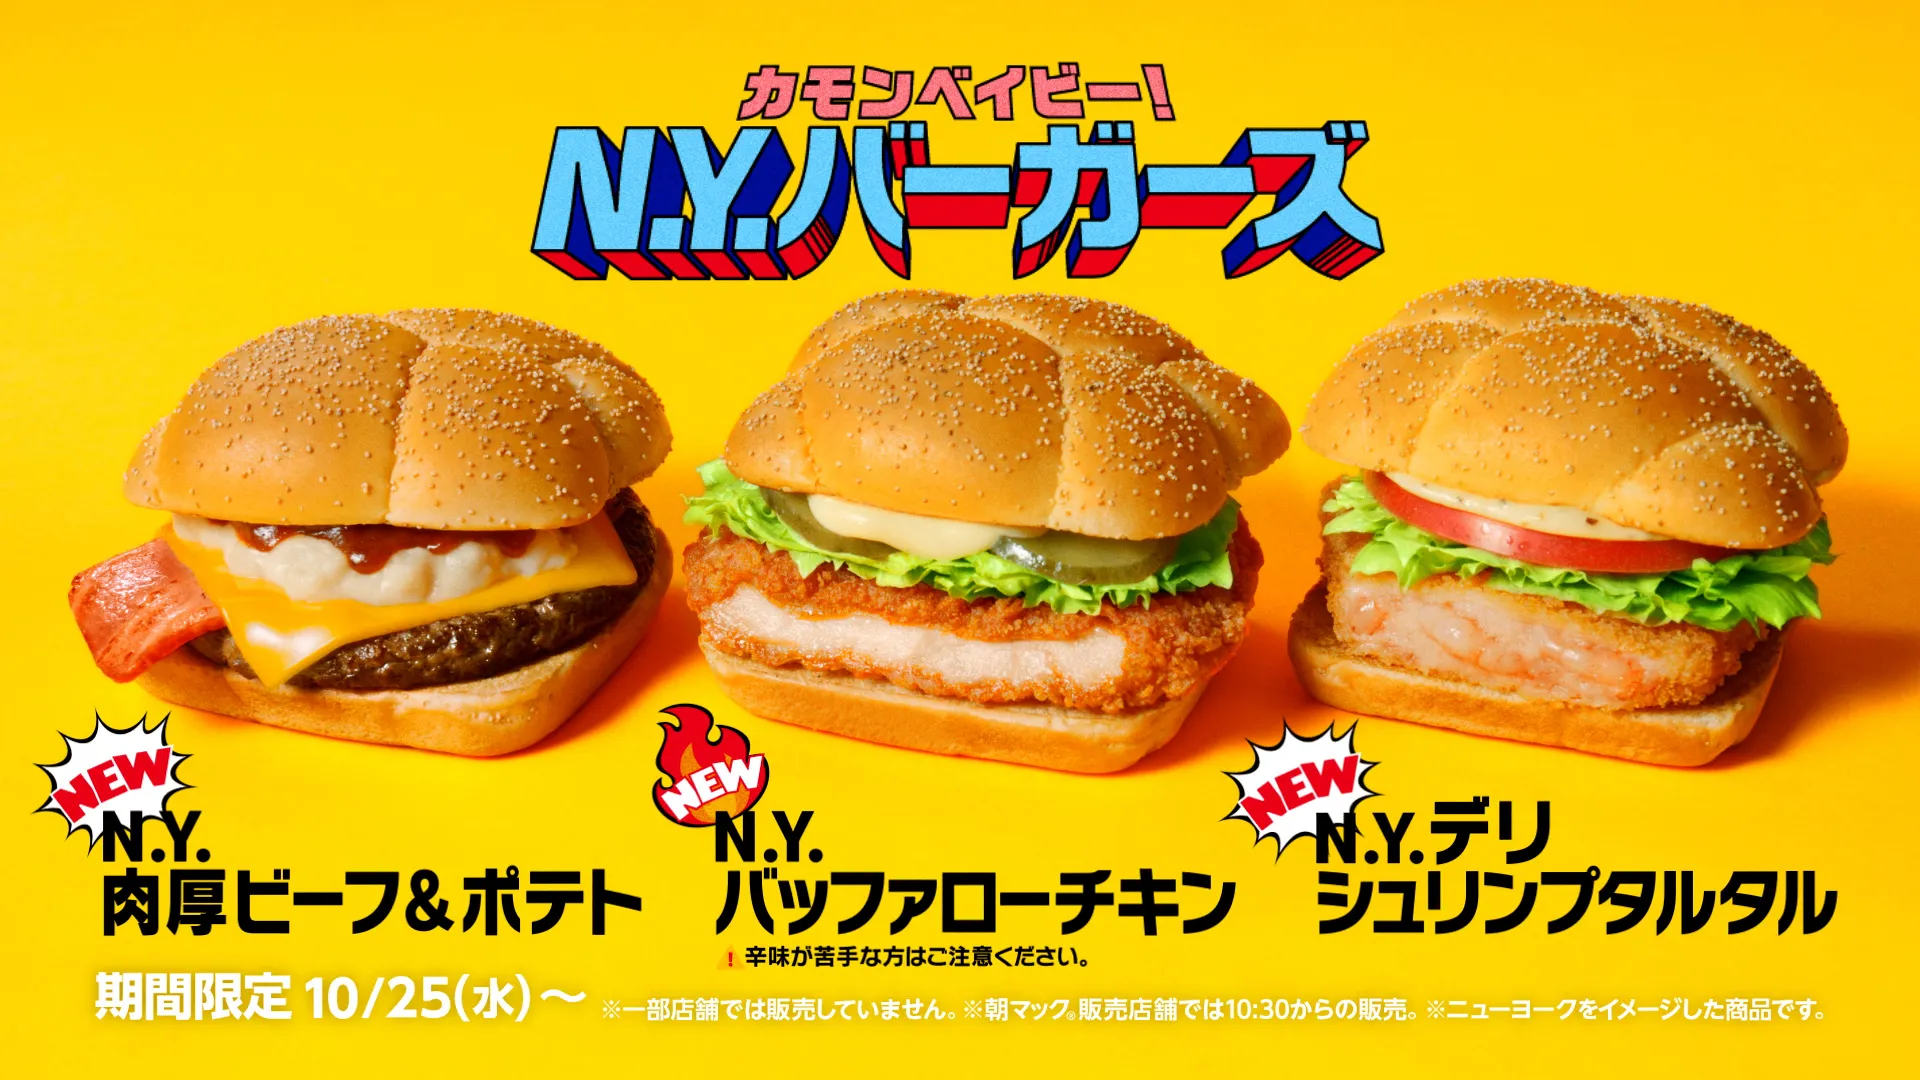 カモンベイビー!
N.Y.バーガーズ
NEW
N.Y.
肉厚ビーフ&ポテト
NEW
N.Y.
バッファローチキン
辛味が苦手な方はご注意ください。
NEW
N.Y.デリ
シュリンプタルタル
期間限定 10/25(水)～ ※一部店舗では販売していません。※朝マック®販売店舗では10:30からの販売。※ニューヨークをイメージした商品です。